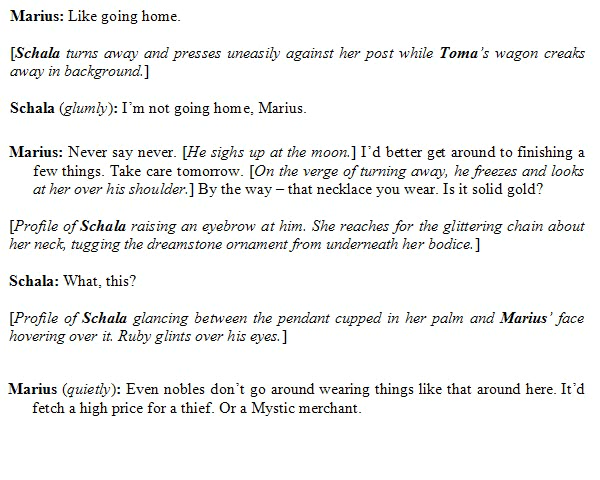 Marius: Like going home.
[Schala turns away and presses uneasily against her post while Toma's wagon creaks
away in background.]
Schala (glumly): I'm not going home, Marius.
Marius: Never say never. [He sighs up at the moon.] I'd better get around to finishing a
few things. Take care tomorrow. [On the verge of turning away, he freezes and looks
at her over his shoulder.] By the way – that necklace you wear. Is it solid gold?
[Profile of Schala raising an eyebrow at him. She reaches for the glittering chain about
her neck, tugging the dreamstone ornament from underneath her bodice.]
Schala: What, this?
[Profile of Schala glancing between the pendant cupped in her palm and Marius' face
hovering over it. Ruby glints over his eyes.]
Marius (quietly): Even nobles don't go around wearing things like that around here. It'd
fetch a high price for a thief. Or a Mystic merchant.